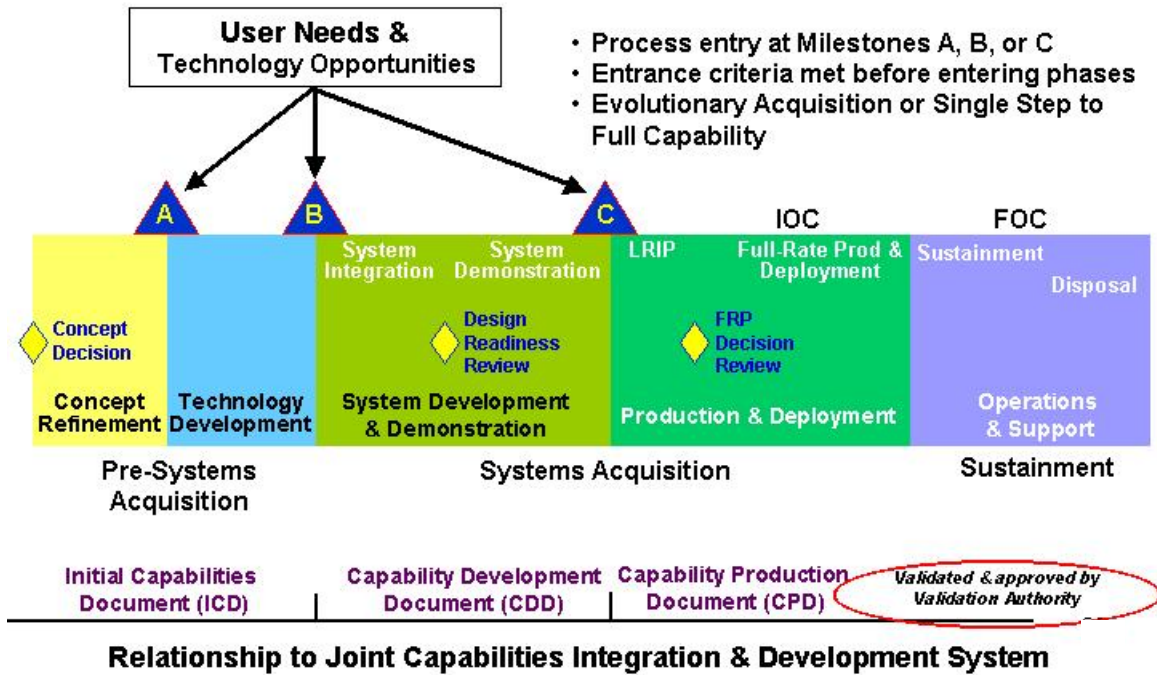 User Needs &
Technology Opportunities
• Process entry at Milestones A, B, or C
• Entrance criteria met before entering phases
• Evolutionary Acquisition or Single Step to
Full Capability
A
B
C
IOC
FOC
System
Integration
System
Demonstration
LRIP
Full-Rate Prod &
Deployment
Sustainment
Disposal
Concept
Decision
Design
Readiness
Review
FRP
Decision
Review
Concept
Refinement
Technology
Development
System Development
& Demonstration
Production & Deployment
Operations
& Support
Pre-Systems
Acquisition
Systems Acquisition
Sustainment
Initial Capabilities
Document (ICD)
Capability Development
Document (CDD)
Capability Production
Document (CPD)
Validated & approved by
Validation Authority
Relationship to Joint Capabilities Integration & Development System